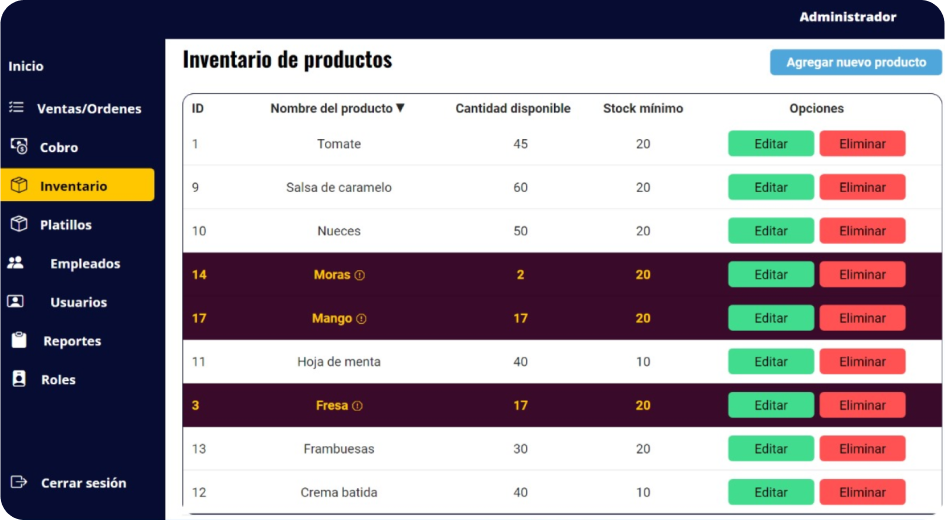 Administrador
Inicio
Ventas/Ordenes
Cobro
Inventario
Platillos
Empleados
Usuarios
Reportes
Roles
Cerrar sesión
Inventario de productos
Agregar nuevo producto
ID Nombre del producto ▼ Cantidad disponible Stock mínimo Opciones
1 Tomate 45 20 Editar Eliminar
9 Salsa de caramelo 60 20 Editar Eliminar
10 Nueces 50 20 Editar Eliminar
14 Moras 2 20 Editar Eliminar
17 Mango 17 20 Editar Eliminar
11 Hoja de menta 40 10 Editar Eliminar
3 Fresa 17 20 Editar Eliminar
13 Frambuesas 30 20 Editar Eliminar
12 Crema batida 40 10 Editar Eliminar